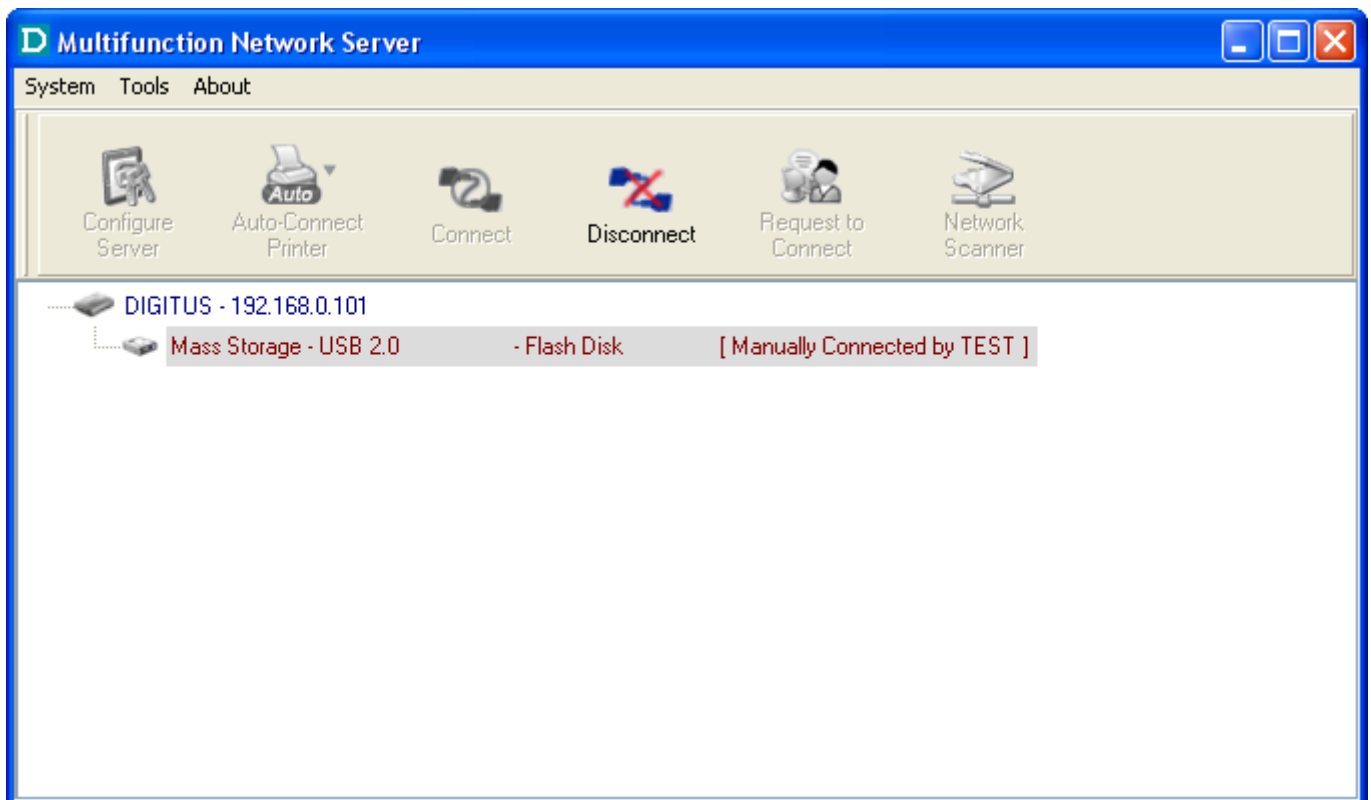 D Multifunction Network Server
System Tools About
Configure Server
Auto-Connect Printer
Auto
Connect
Disconnect
Request to Connect
Network Scanner
DIGITUS - 192.168.0.101
Mass Storage - USB 2.0 - Flash Disk [ Manually Connected by TEST ]